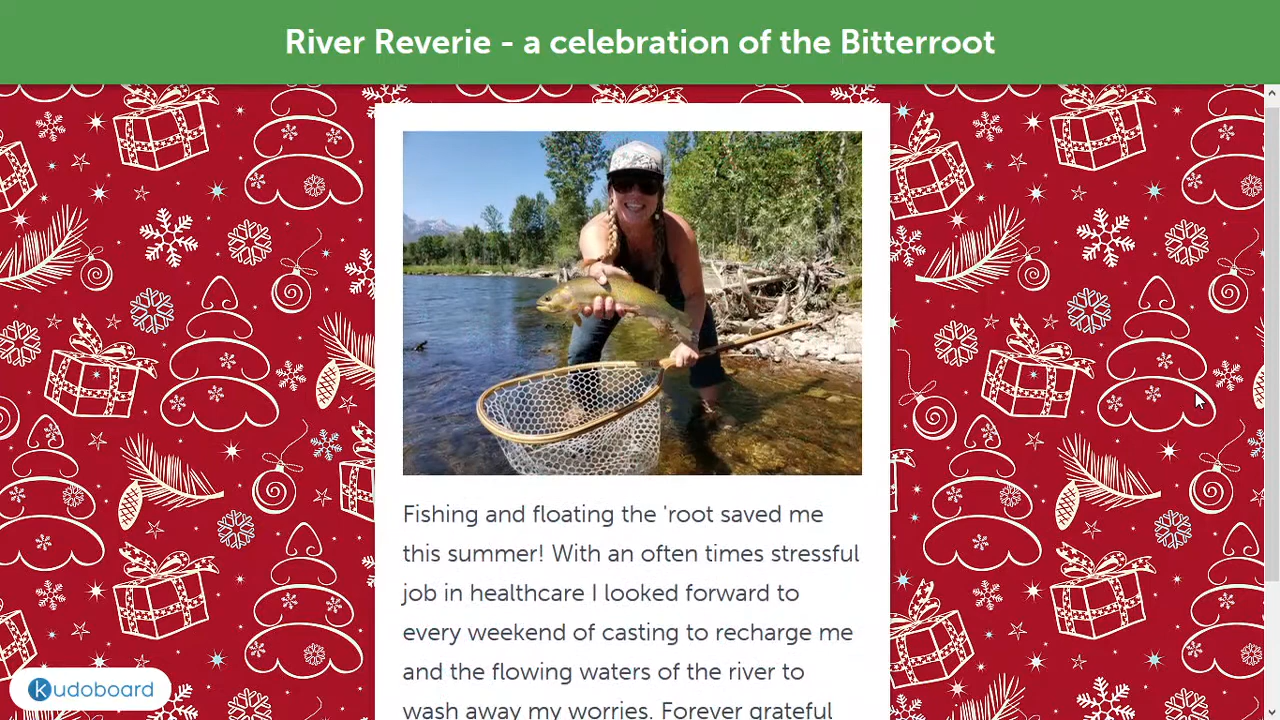 River Reverie - a celebration of the Bitterroot
Fishing and floating the 'root saved me
this summer! With an often times stressful
job in healthcare I looked forward to
every weekend of casting to recharge me
and the flowing waters of the river to
wash away my worries. Forever grateful
kudoboard